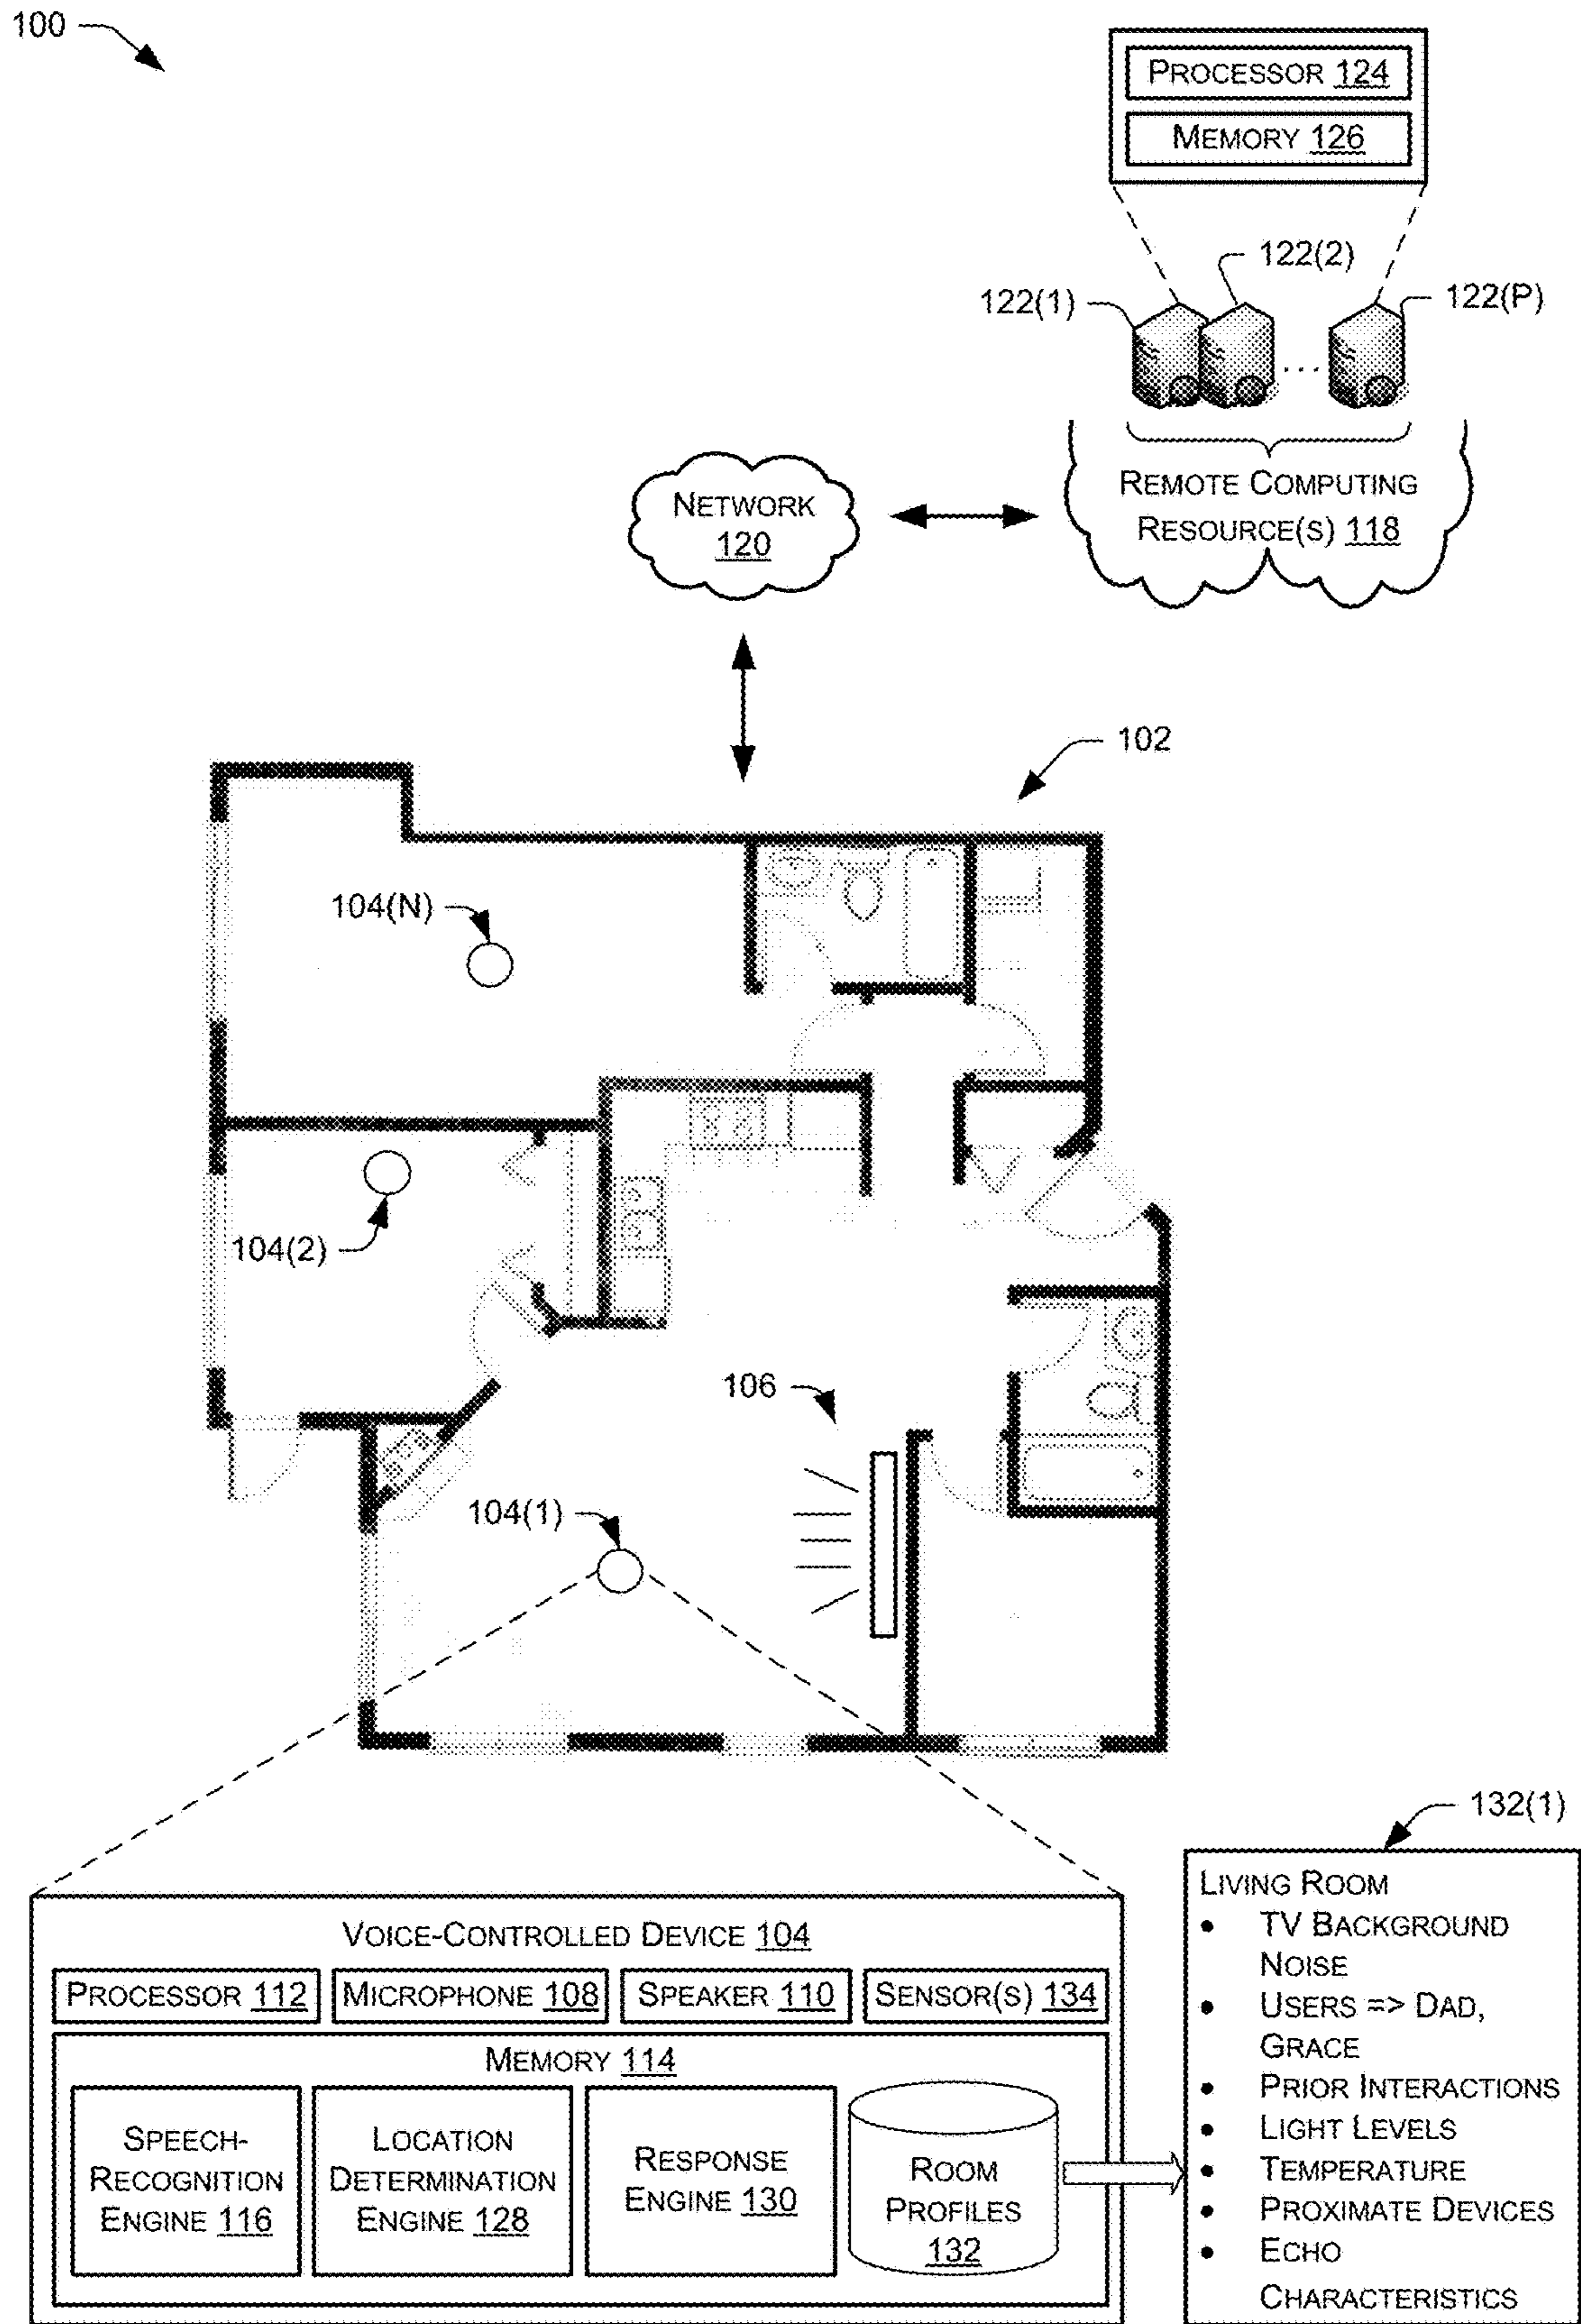 100
PROCESSOR 124
MEMORY 126
122(1)
122(2)
122(P)
...
REMOTE COMPUTING
RESOURCE(S) 118
NETWORK
120
102
104(N)
104(2)
106
104(1)
132(1)
VOICE-CONTROLLED DEVICE 104
PROCESSOR 112
MICROPHONE 108
SPEAKER 110
SENSOR(S) 134
MEMORY 114
SPEECH-
RECOGNITION
ENGINE 116
LOCATION
DETERMINATION
ENGINE 128
RESPONSE
ENGINE 130
ROOM
PROFILES
132
LIVING ROOM
• TV BACKGROUND
NOISE
• USERS => DAD,
GRACE
• PRIOR INTERACTIONS
• LIGHT LEVELS
• TEMPERATURE
• PROXIMATE DEVICES
• ECHO
CHARACTERISTICS